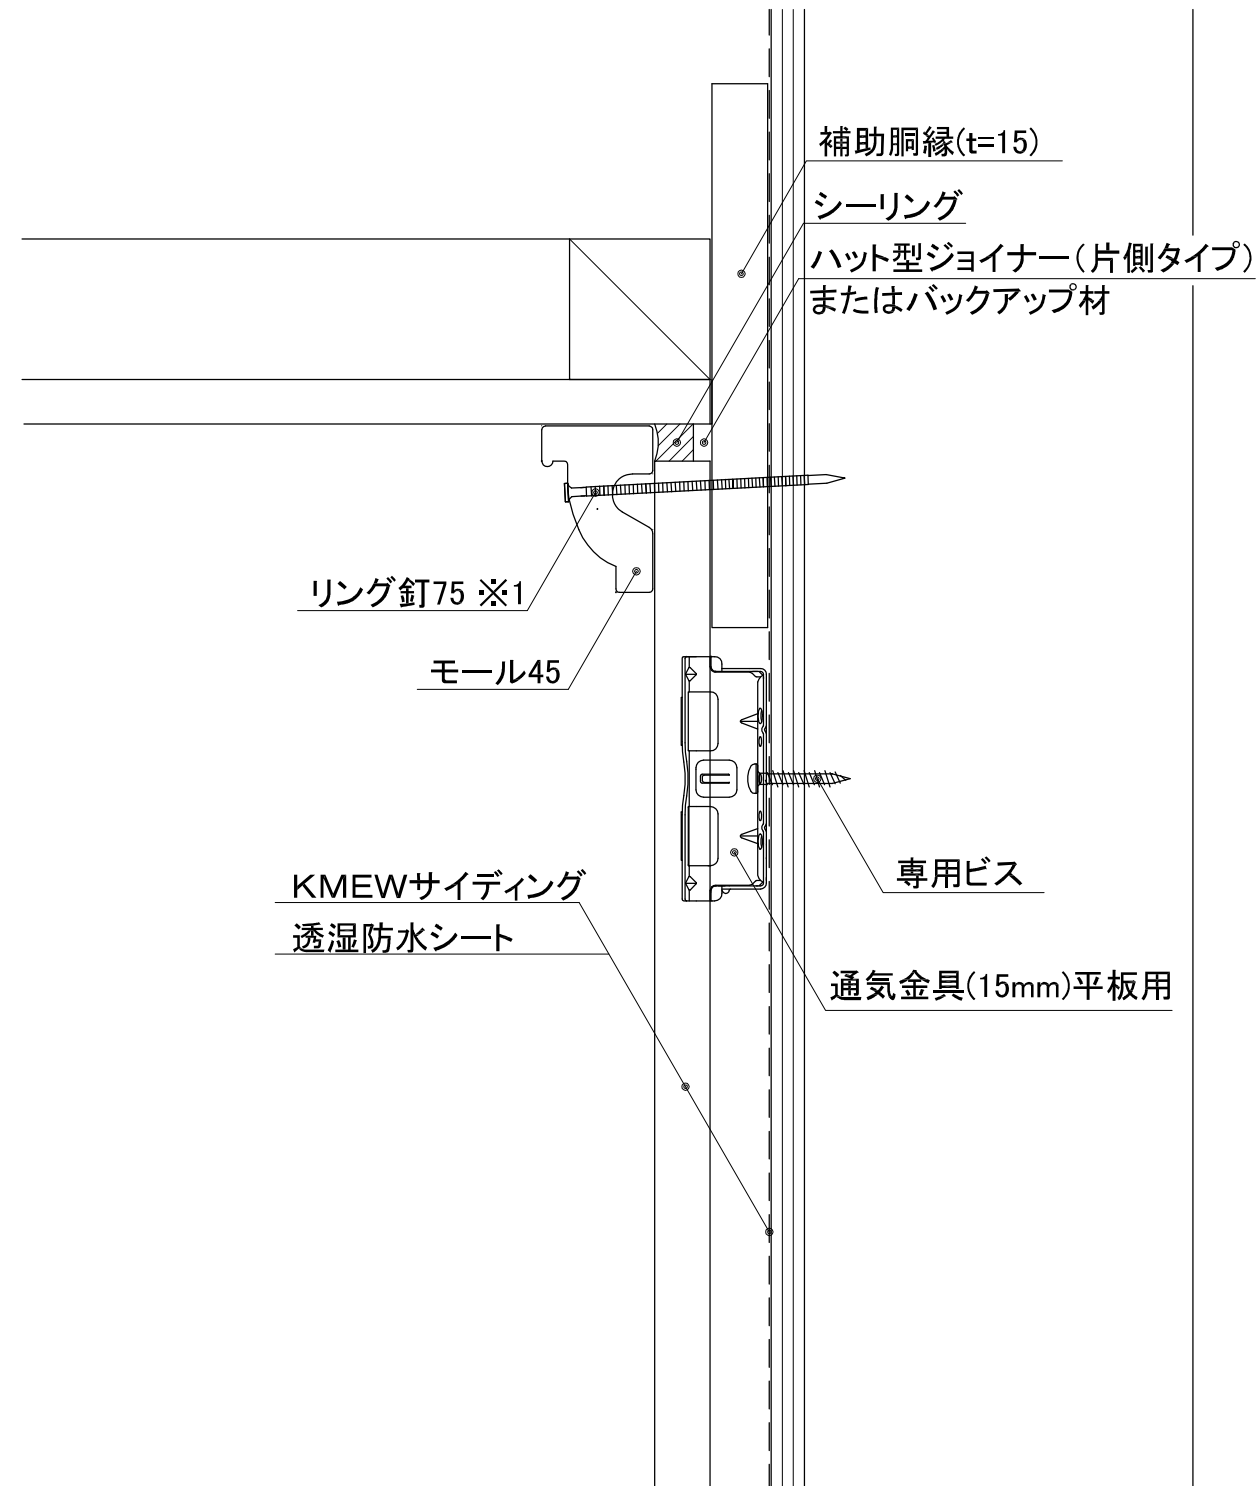 補助胴縁(t=15)
シーリング
ハット型ジョイナー(片側タイプ)
またはバックアップ材
リング釘75 ※1
モール45
専用ビス
KMEWサイディング
透湿防水シート
通気金具(15mm)平板用